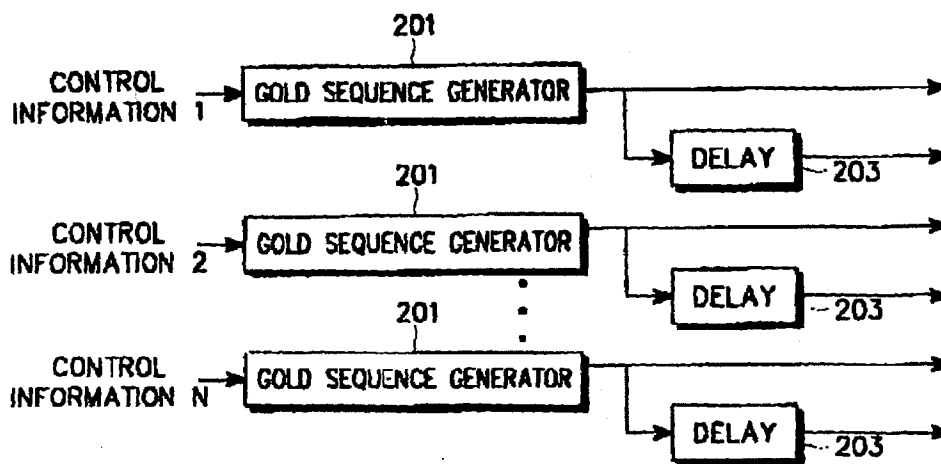 201
CONTROL
INFORMATION 1
GOLD SEQUENCE GENERATOR
DELAY
203
201
CONTROL
INFORMATION 2
GOLD SEQUENCE GENERATOR
DELAY
203
201
CONTROL
INFORMATION N
GOLD SEQUENCE GENERATOR
DELAY
203